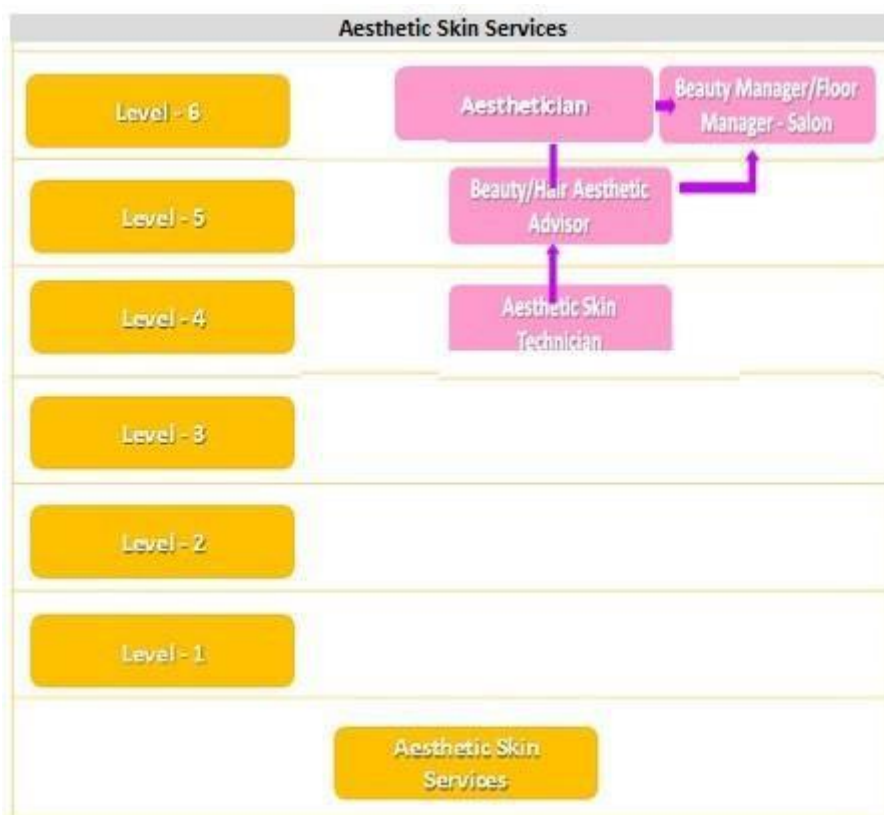 Aesthetic Skin Services
Level - 6
Aesthetician
Beauty Manager/Floor
Manager - Salon
Level - 5
Beauty/Hair Aesthetic
Advisor
Level - 4
Aesthetic Skin
Technician
Level - 3
Level - 2
Level - 1
Aesthetic Skin
Services